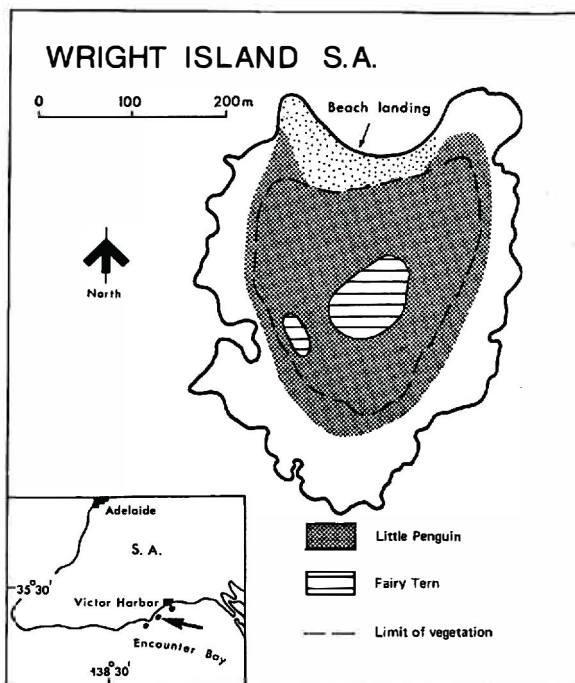 WRIGHT ISLAND S.A.
0 100 200m
Beach landing
North
Adelaide
S. A.
35°30'
Victor Harbor
Encounter Bay
138°30'
Little Penguin
Fairy Tern
Limit of vegetation